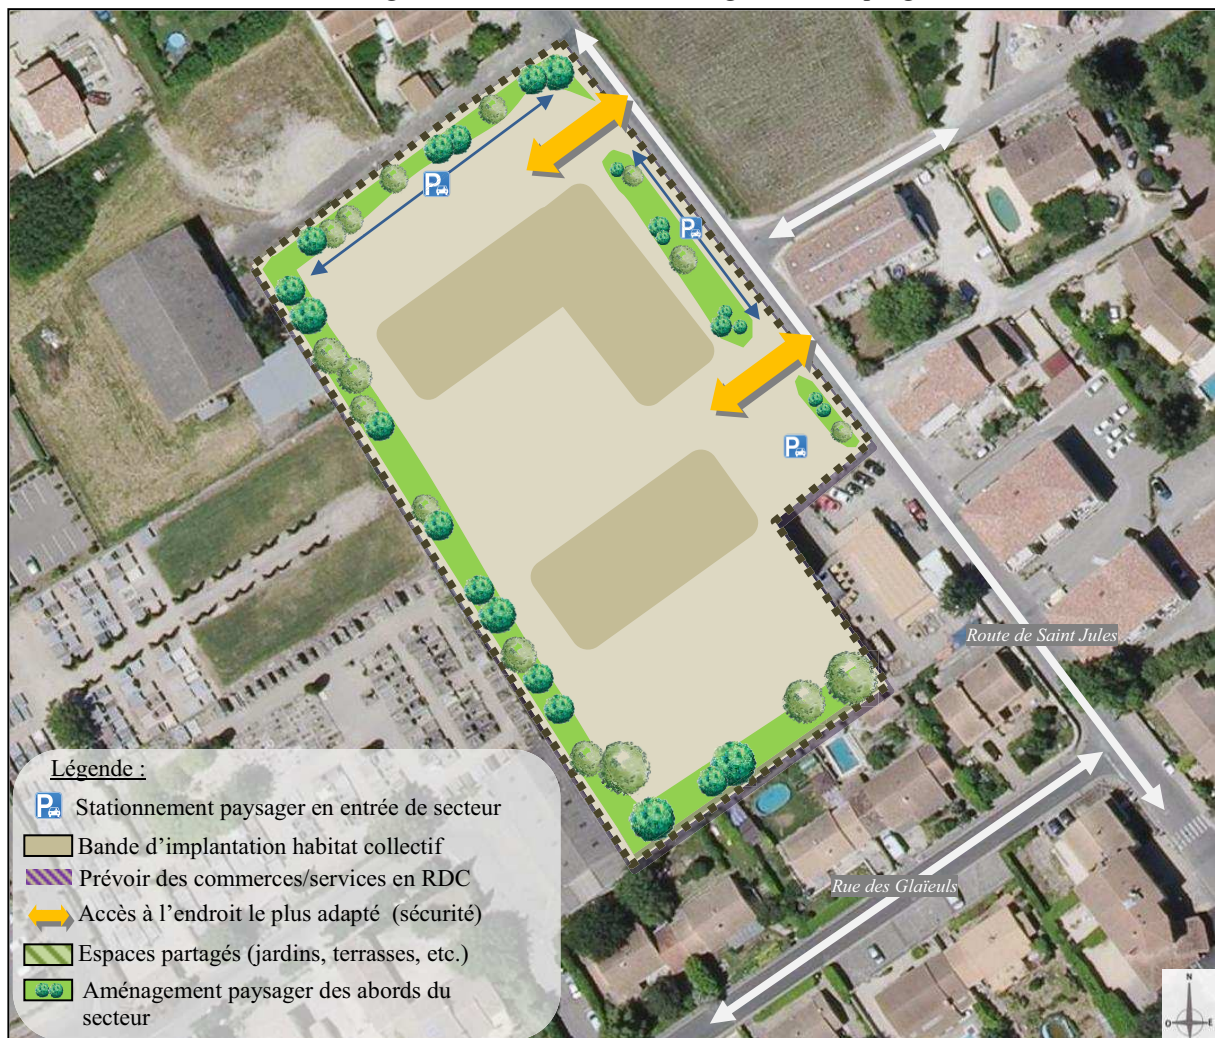 P
P
P
Route de Saint Jules
Rue des Glaïeuls
Légende :
P Stationnement paysager en entrée de secteur
Bande d’implantation habitat collectif
Prévoir des commerces/services en RDC
Accès à l’endroit le plus adapté (sécurité)
Espaces partagés (jardins, terrasses, etc.)
Aménagement paysager des abords du
secteur
N
O E